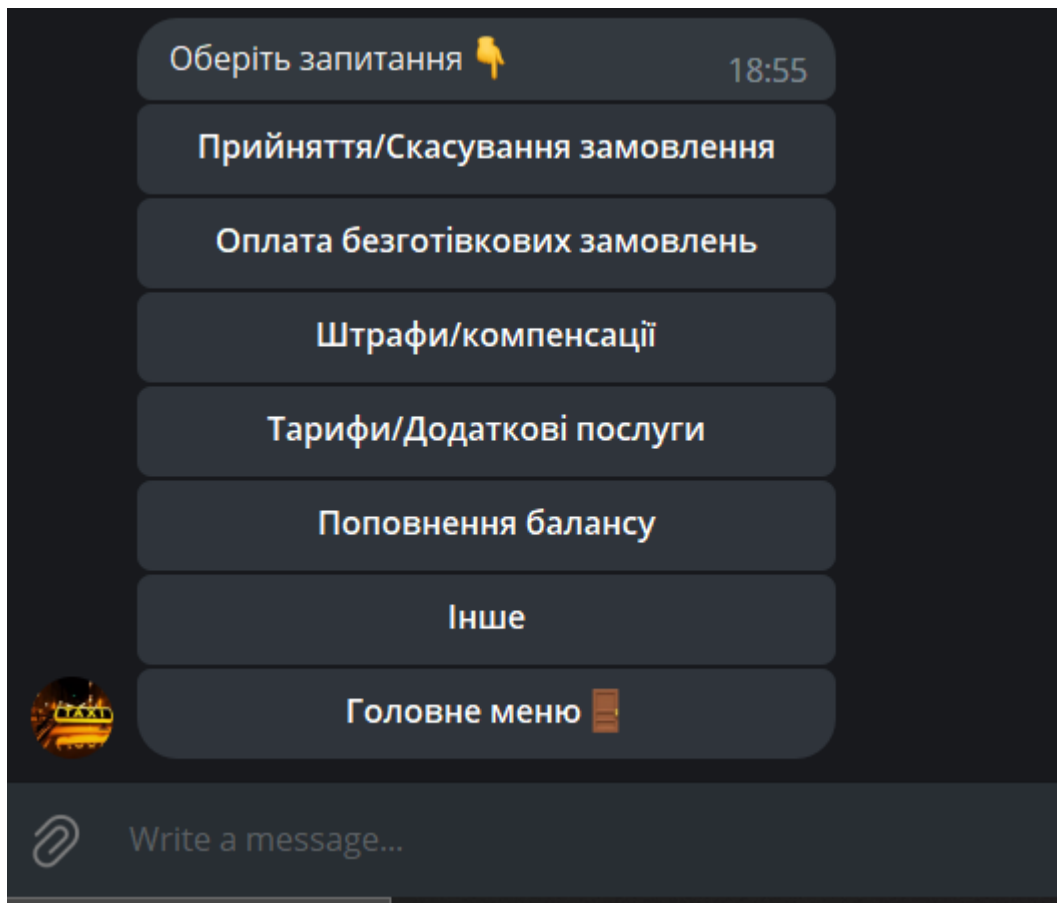 Оберіть запитання 👇
18:55
Прийняття/Скасування замовлення
Оплата безготівкових замовлень
Штрафи/компенсації
Тарифи/Додаткові послуги
Поповнення балансу
Інше
Головне меню 🚪
TAXI
Write a message...